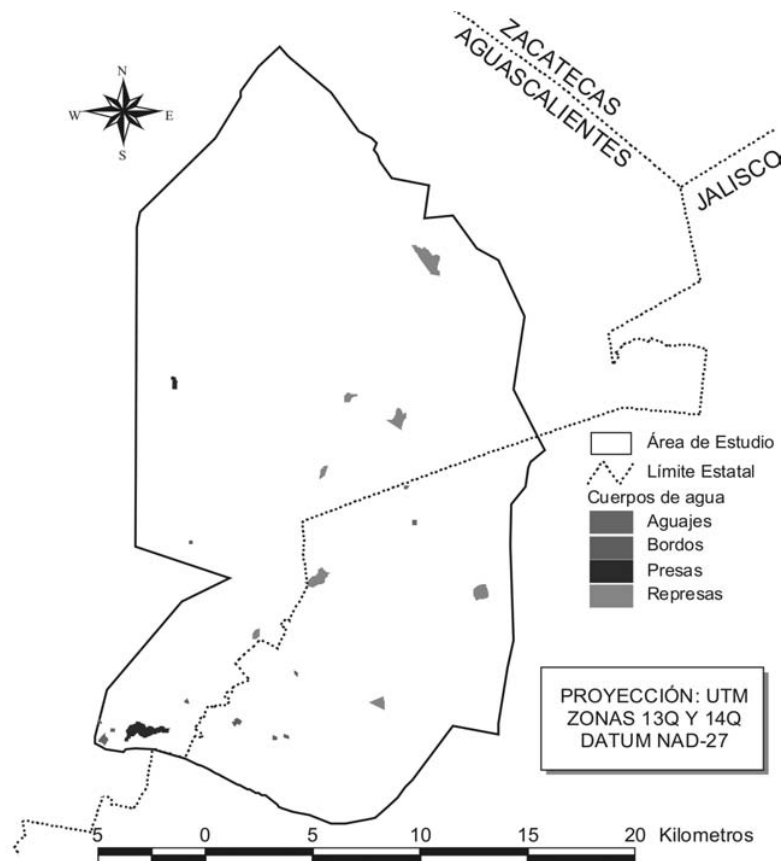 ZACATECAS
AGUASCALIENTES
JALISCO
N
W
E
S
Área de Estudio
Límite Estatal
Cuerpos de agua
Aguajes
Bordos
Presas
Represas
PROYECCIÓN: UTM
ZONAS 13Q Y 14Q
DATUM NAD-27
5 0 5 10 15 20 Kilometros